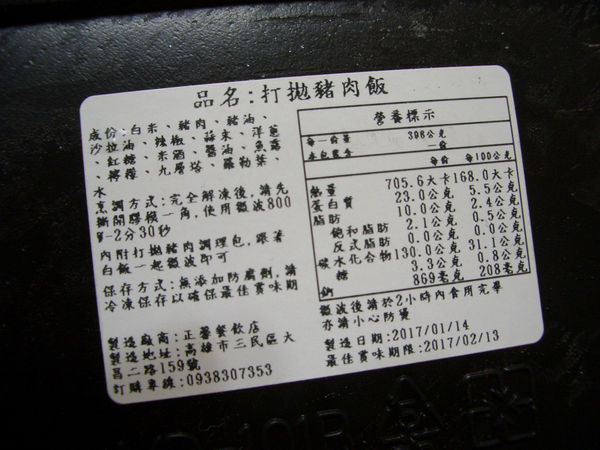 品名:打拋豬肉飯
成份:白米、豬肉、豬油、
沙拉油、辣椒、蒜末、洋蔥
、紅糖、米酒、醬油、魚露
、檸檬、九層塔、羅勒葉、
水
烹調方式:完全解凍後,請先
撕開膠膜一角,使用微波800
W-2分30秒
內附打拋豬肉調理包,跟著
白飯一起微波即可
保存方式:無添加防腐劑,請
冷凍保存以確保最佳賞味期
製造廠商:正馨餐飲店
製造地址:高雄市三民區大
昌二路159號
訂購專線:0938307353
營養標示
每一份量 398公克
本包裝含 一份
每份 每100公克
熱量 705.6大卡 168.0大卡
蛋白質 23.0公克 5.5公克
脂肪 10.0公克 2.4公克
飽和脂肪 2.1公克 0.5公克
反式脂肪 0.0公克 0.0公克
碳水化合物 130.0公克 31.1公克
糖 3.3公克 0.8公克
鈉 869毫克 208毫克
微波後請於2小時內食用完畢
亦請小心防燙
製造日期:2017/01/14
最佳賞味期限:2017/02/13